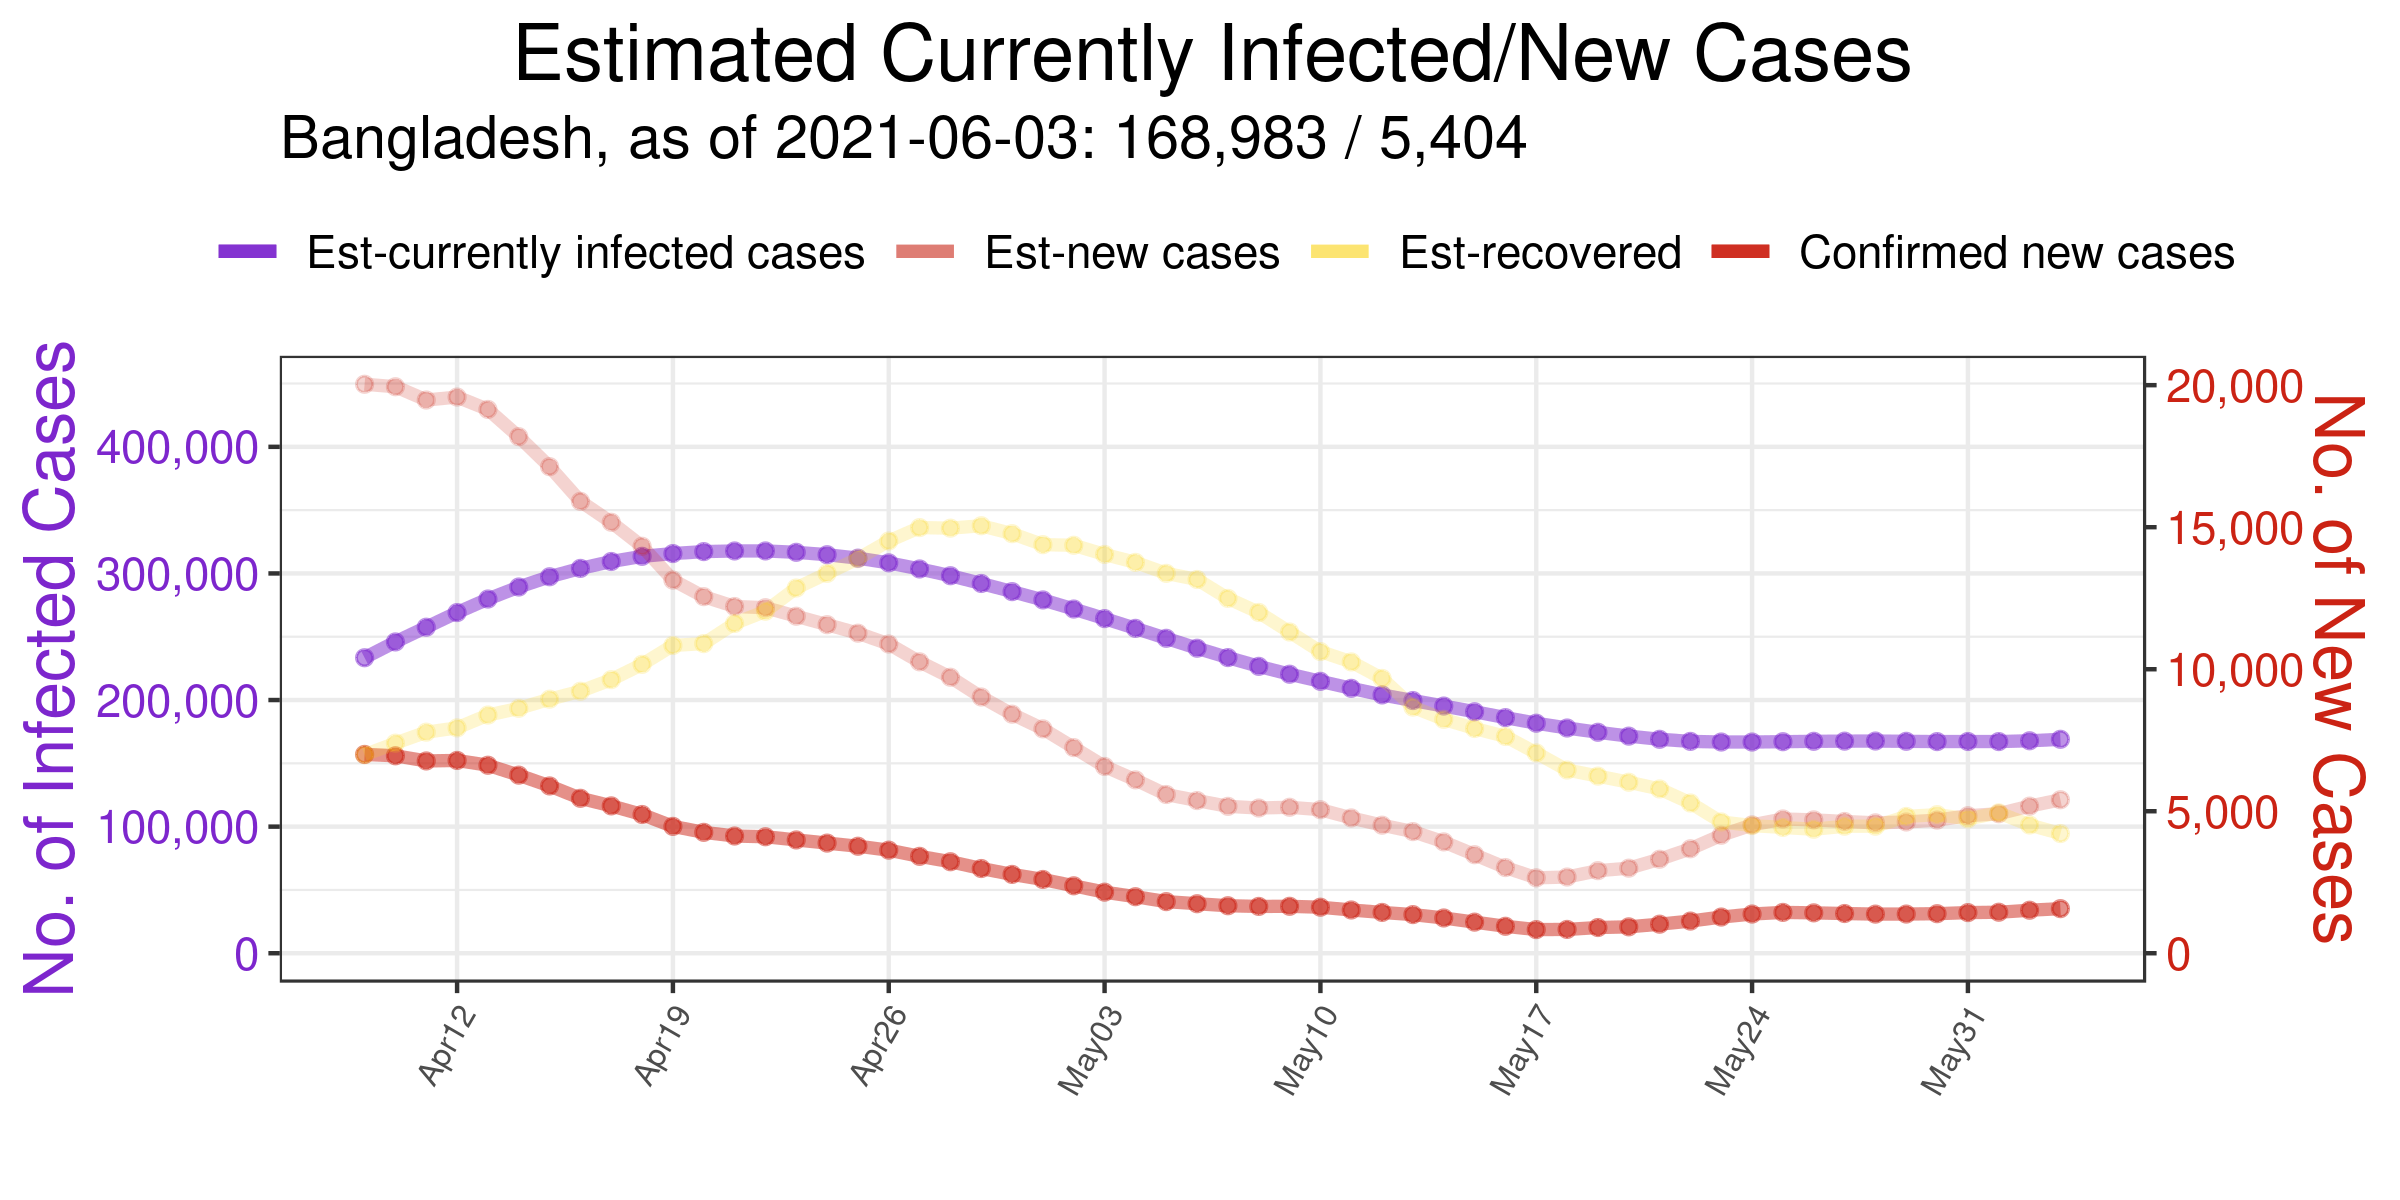 Estimated Currently Infected/New Cases
Bangladesh, as of 2021-06-03: 168,983 / 5,404
Est-currently infected cases Est-new cases Est-recovered Confirmed new cases
No. of Infected Cases
400,000
300,000
200,000
100,000
0
20,000
15,000
10,000
5,000
0
No. of New Cases
Apr12 Apr19 Apr26 May03 May10 May17 May24 May31